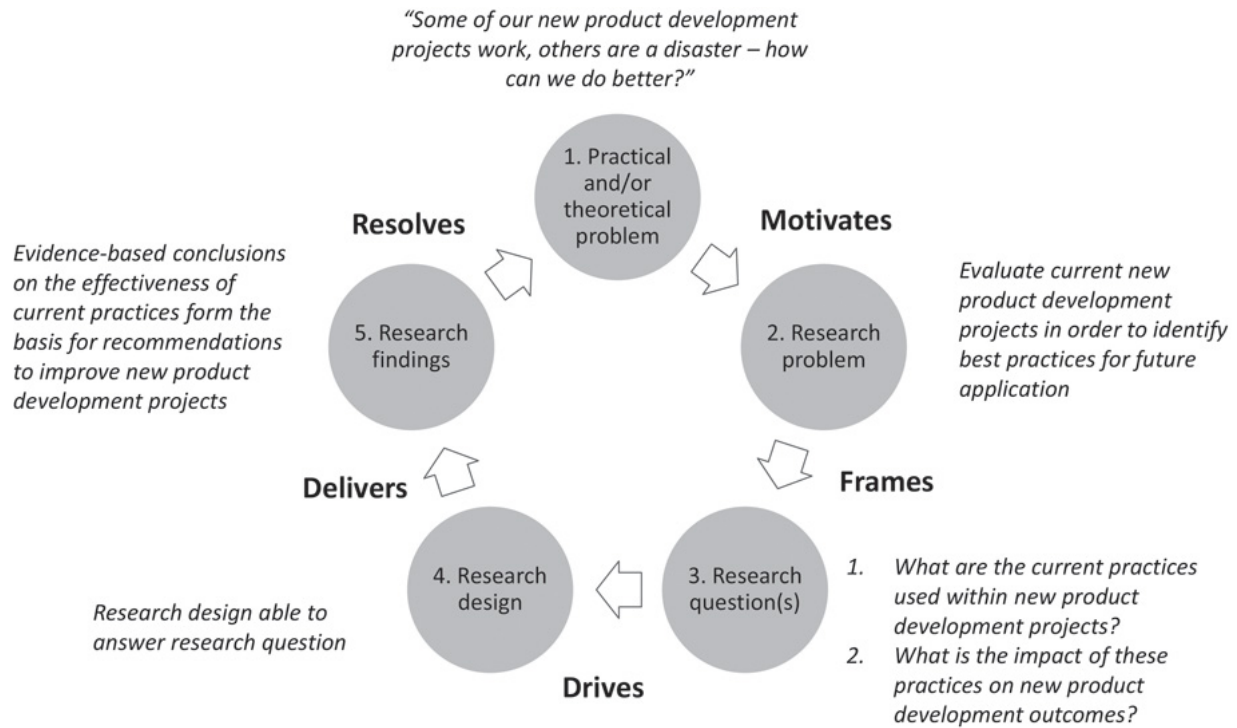 “Some of our new product development
projects work, others are a disaster – how
can we do better?”
1. Practical
and/or
theoretical
problem
Motivates
2. Research
problem
Evaluate current new
product development
projects in order to identify
best practices for future
application
Frames
3. Research
question(s)
1. What are the current practices
used within new product
development projects?
2. What is the impact of these
practices on new product
development outcomes?
Drives
4. Research
design
Research design able to
answer research question
Delivers
5. Research
findings
Evidence-based conclusions
on the effectiveness of
current practices form the
basis for recommendations
to improve new product
development projects
Resolves